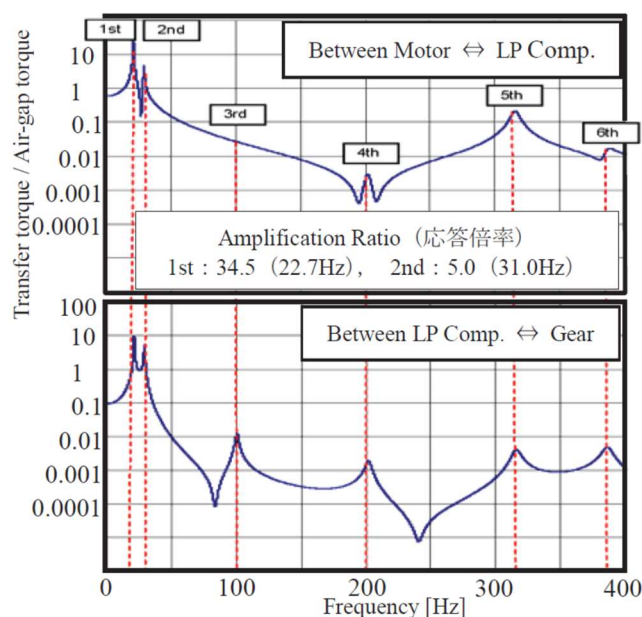 1st
2nd
Between Motor ⇔ LP Comp.
10
1
0.1
0.01
0.001
0.0001
3rd
4th
5th
6th
Transfer torque / Air-gap torque
Amplification Ratio（応答倍率）
1st：34.5（22.7Hz）， 2nd：5.0（31.0Hz）
100
10
1
0.1
0.01
0.001
0.0001
Between LP Comp. ⇔ Gear
0
100
200
300
400
Frequency [Hz]